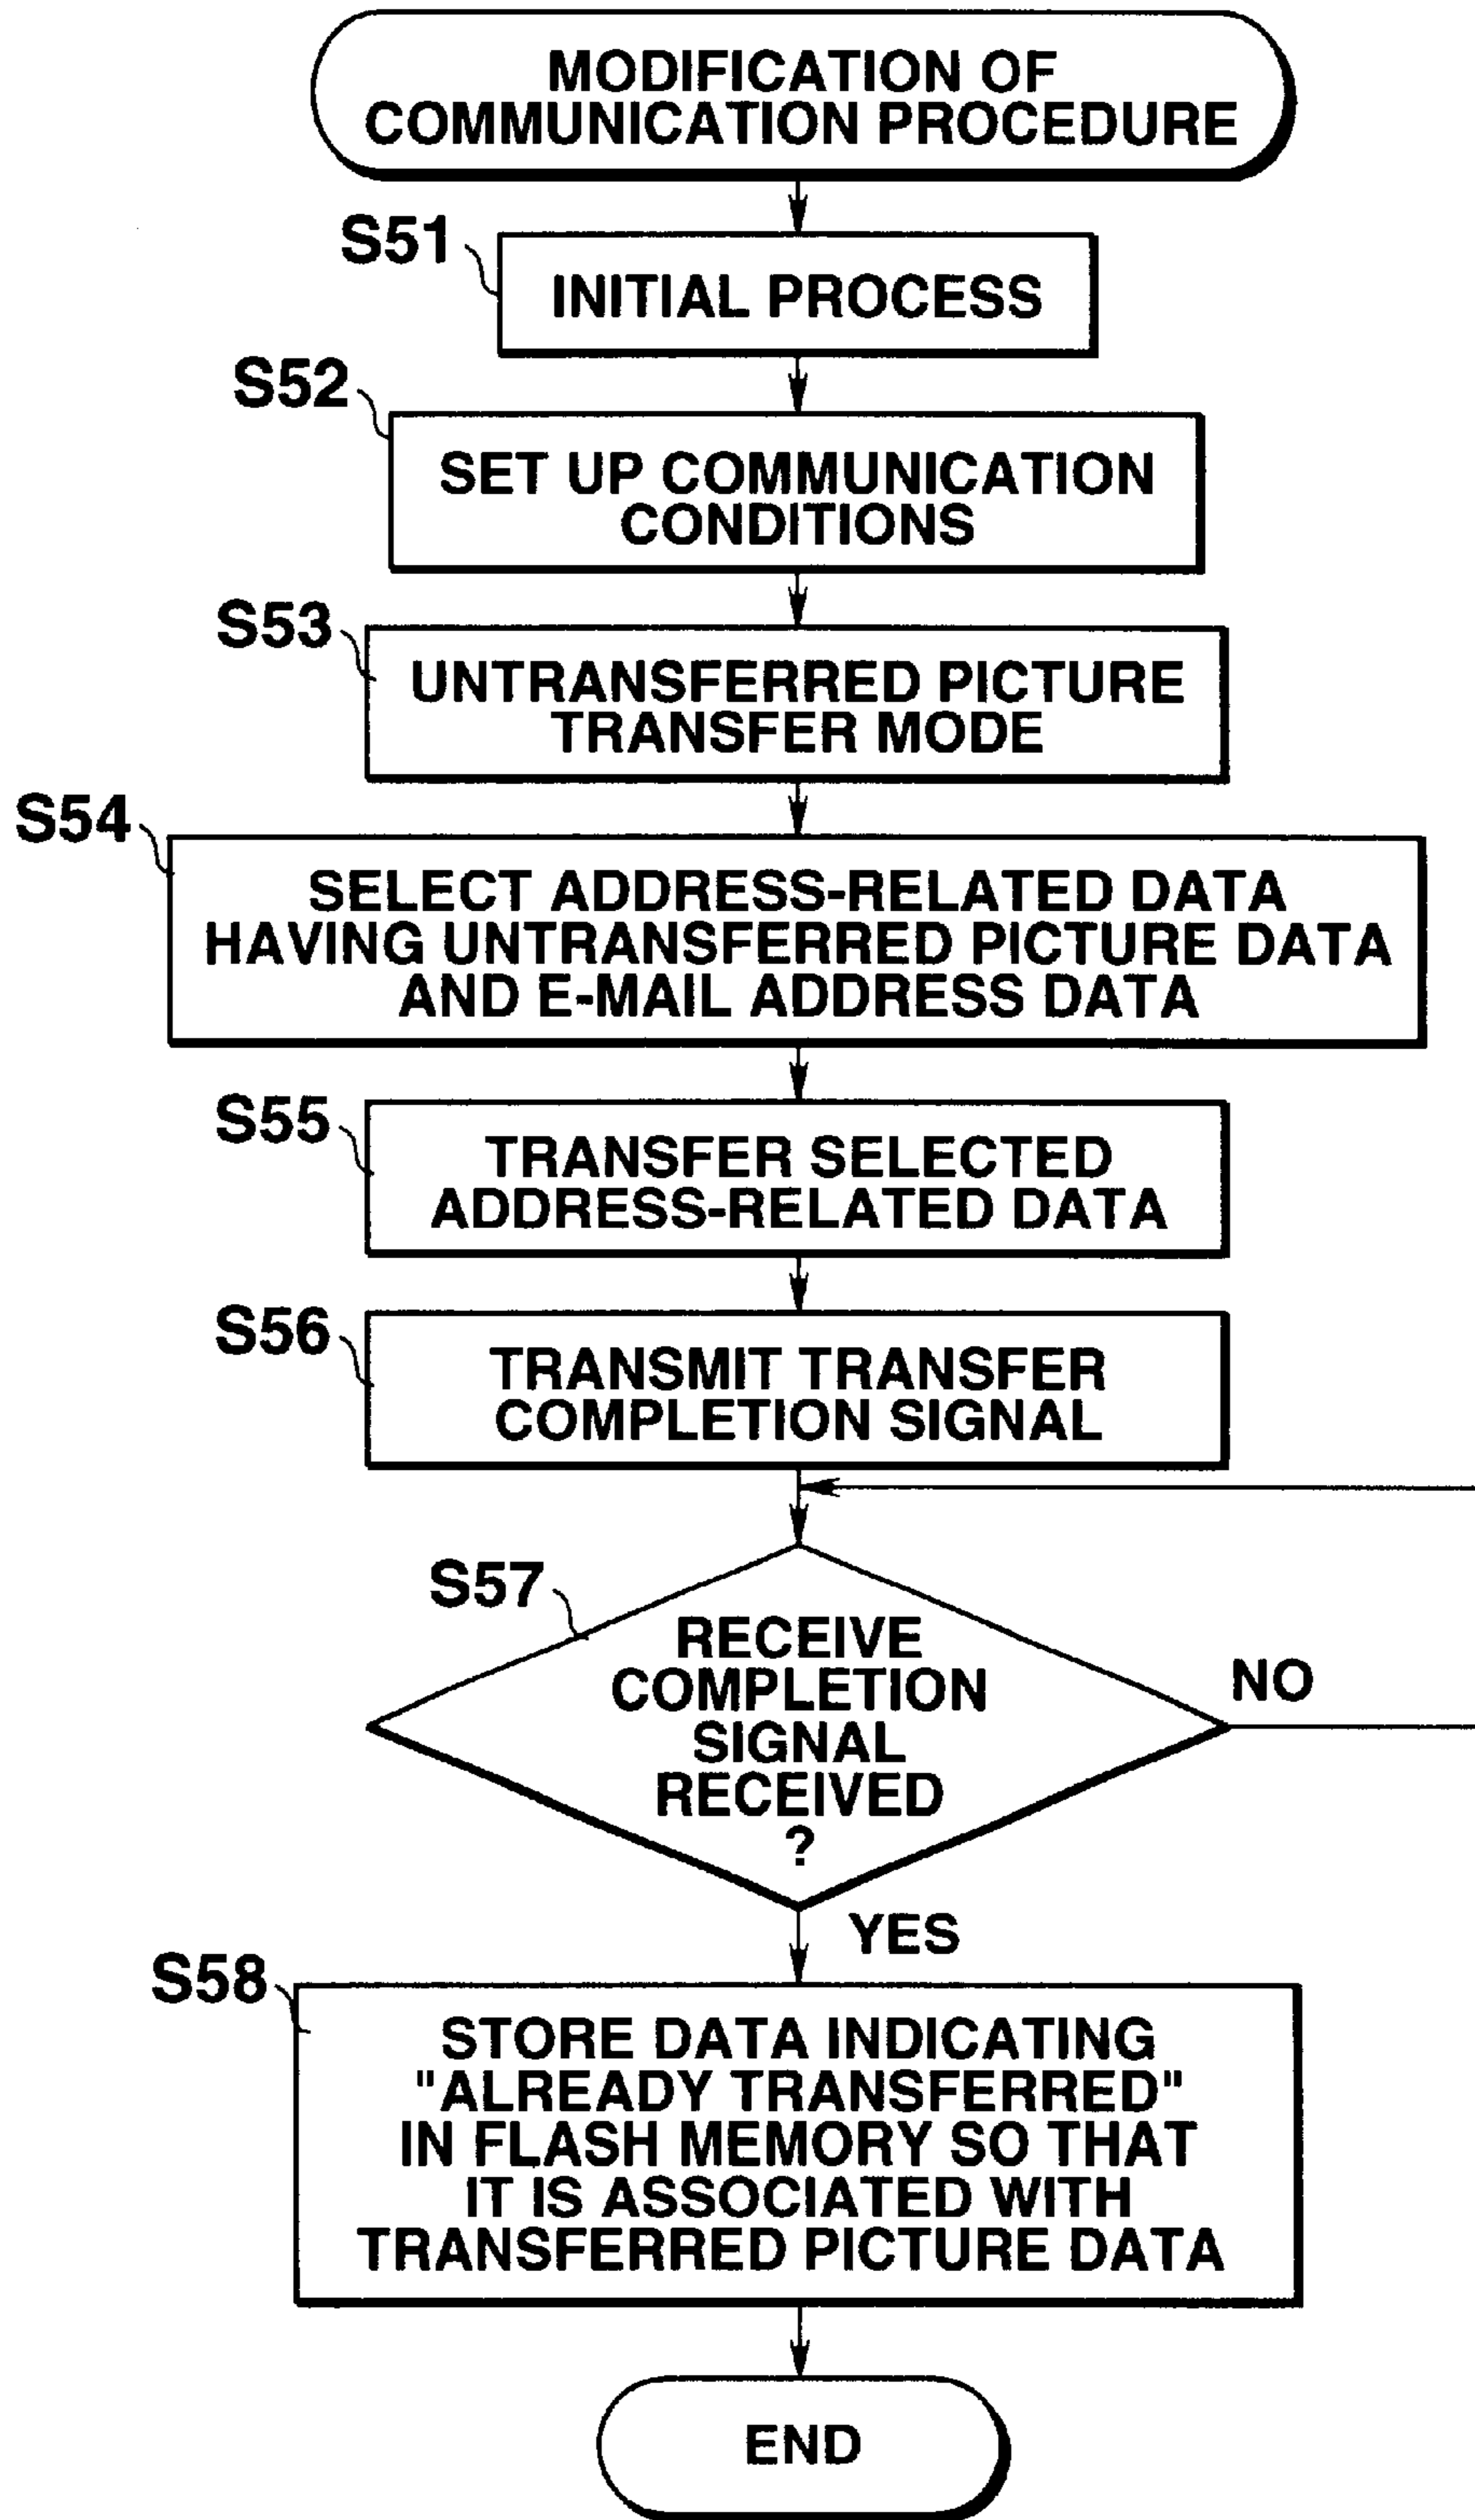 MODIFICATION OF
COMMUNICATION PROCEDURE
S51
INITIAL PROCESS
S52
SET UP COMMUNICATION
CONDITIONS
S53
UNTRANSFERRED PICTURE
TRANSFER MODE
S54
SELECT ADDRESS-RELATED DATA
HAVING UNTRANSFERRED PICTURE DATA
AND E-MAIL ADDRESS DATA
S55
TRANSFER SELECTED
ADDRESS-RELATED DATA
S56
TRANSMIT TRANSFER
COMPLETION SIGNAL
S57
RECEIVE
COMPLETION
SIGNAL
RECEIVED
?
NO
YES
S58
STORE DATA INDICATING
"ALREADY TRANSFERRED"
IN FLASH MEMORY SO THAT
IT IS ASSOCIATED WITH
TRANSFERRED PICTURE DATA
END